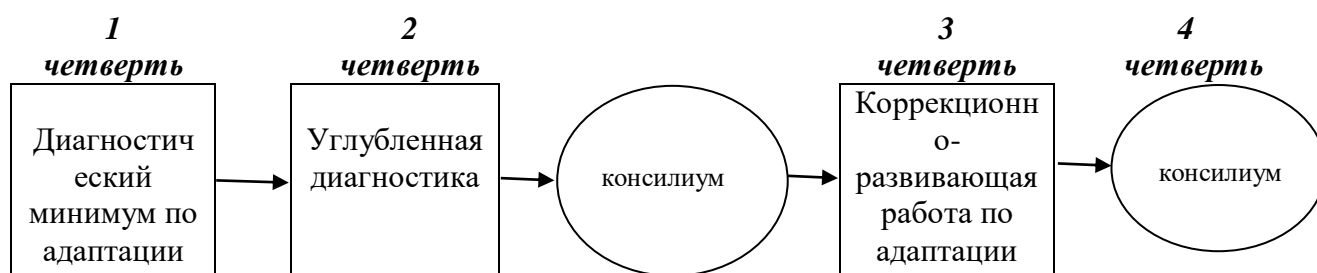 1
четверть
2
четверть
3
четверть
4
четверть
Диагностич
еский
минимум по
адаптации
Углубленная
диагностика
консилиум
Коррекционн
о-
развивающая
работа по
адаптации
консилиум